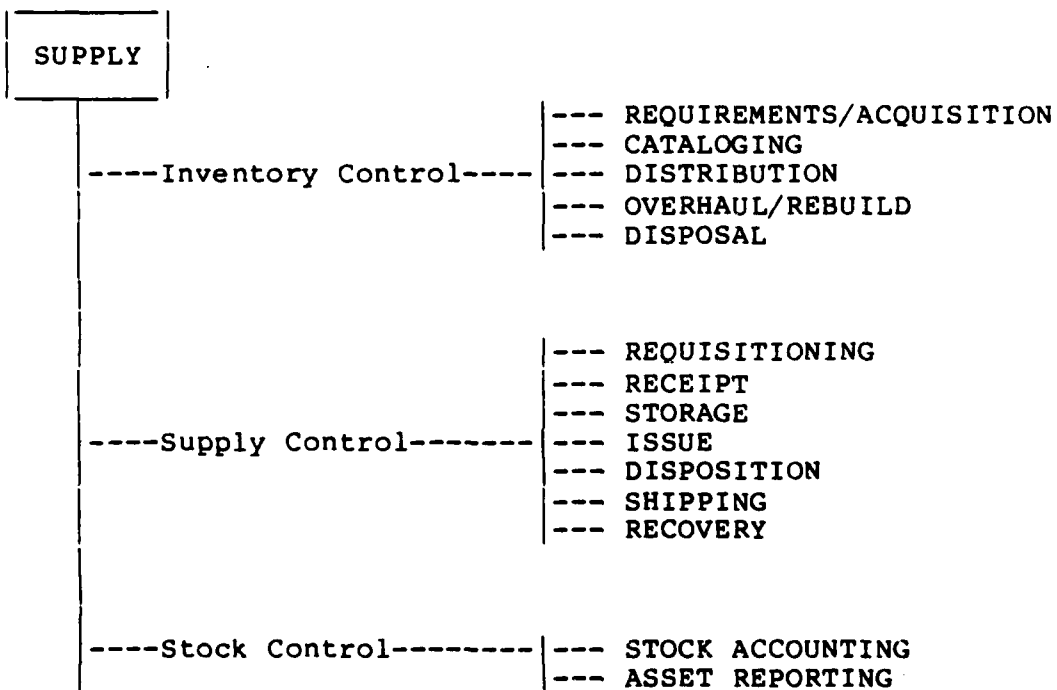 SUPPLY
--- REQUIREMENTS/ACQUISITION
--- CATALOGING
----Inventory Control----|--- DISTRIBUTION
--- OVERHAUL/REBUILD
--- DISPOSAL
--- REQUISITIONING
--- RECEIPT
--- STORAGE
----Supply Control-------|--- ISSUE
--- DISPOSITION
--- SHIPPING
--- RECOVERY
----Stock Control--------|--- STOCK ACCOUNTING
--- ASSET REPORTING